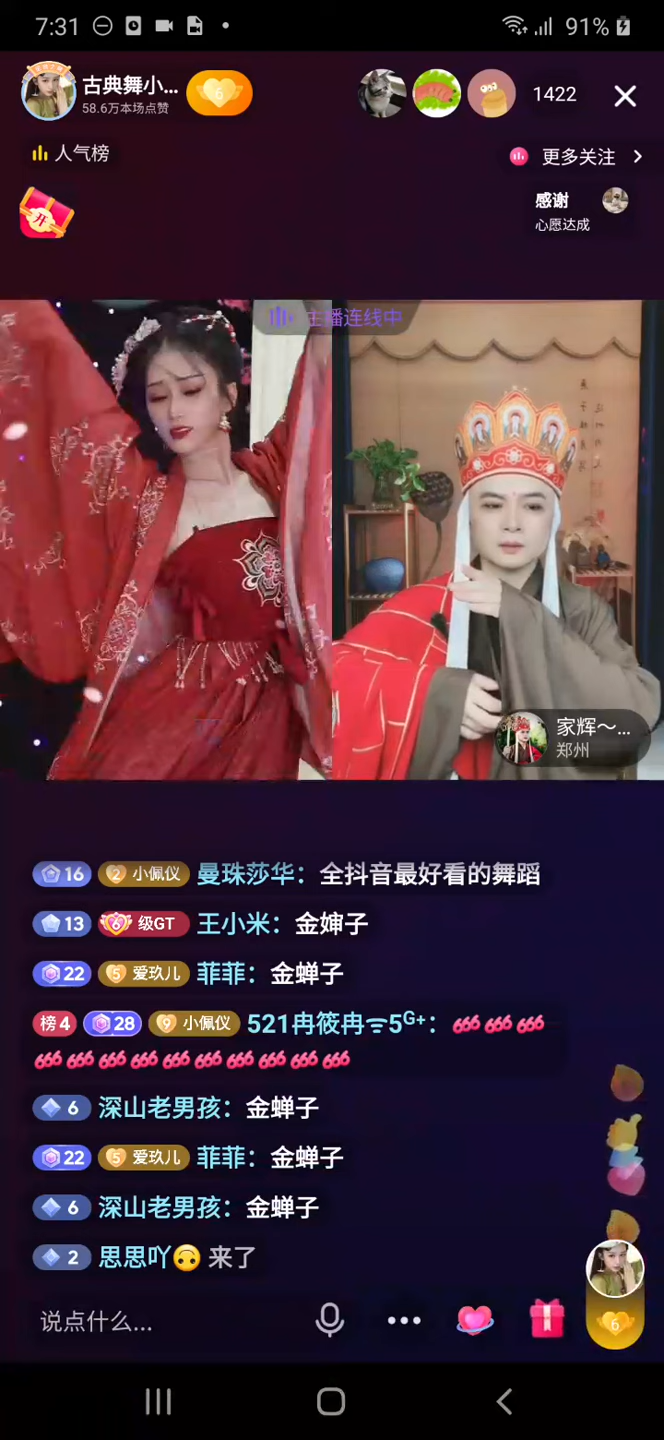 7:31
91%
古典舞小...
58.6万本场点赞
6
1422
人气榜
更多关注
开
感谢
心愿达成
主播连线中
家辉～...
郑州
16 2 小佩仪 曼珠莎华：全抖音最好看的舞蹈
13 6 级GT 王小米：金婶子
22 5 爱玖儿 菲菲：金蝉子
榜4 28 9 小佩仪 521冉筱冉5G+：666 666 666
666 666 666 666 666 666 666 666 666 666
6 深山老男孩：金蝉子
22 5 爱玖儿 菲菲：金蝉子
6 深山老男孩：金蝉子
2 思思吖🙃 来了
说点什么...
6